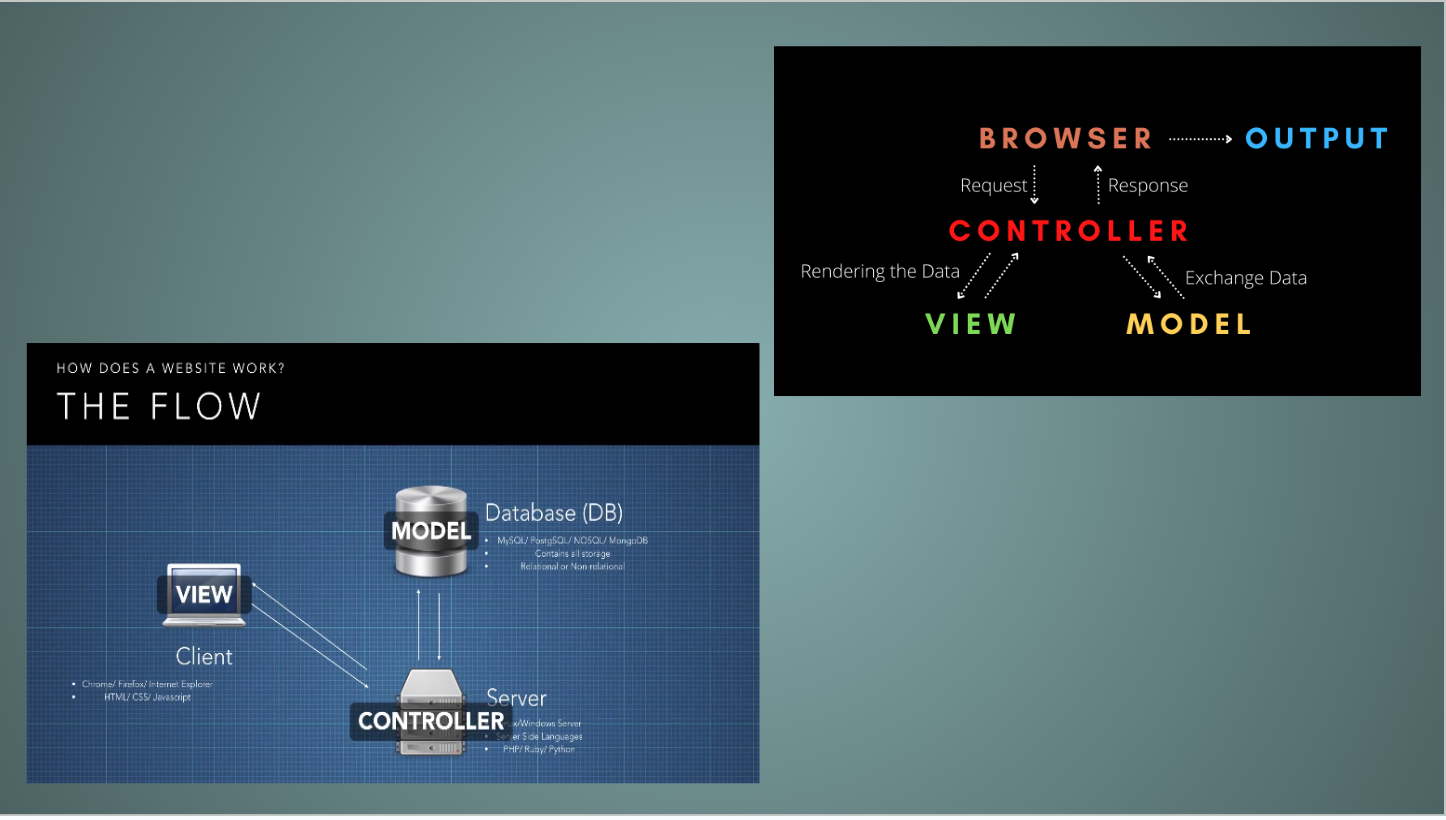 BROWSER
OUTPUT
Request
Response
CONTROLLER
Rendering the Data
Exchange Data
VIEW
MODEL
HOW DOES A WEBSITE WORK?
THE FLOW
MODEL
Database (DB)
• MySQL/ PostgSQL/ NOSQL/ MongoDB
• Contains all storage
• Relational or Non relational
VIEW
Client
• Chrome/ Firefox/ Internet Explorer
• HTML/ CSS/ Javascript
Server
CONTROLLER
/Windows Server
Side Languages
• PHP/ Ruby/ Python